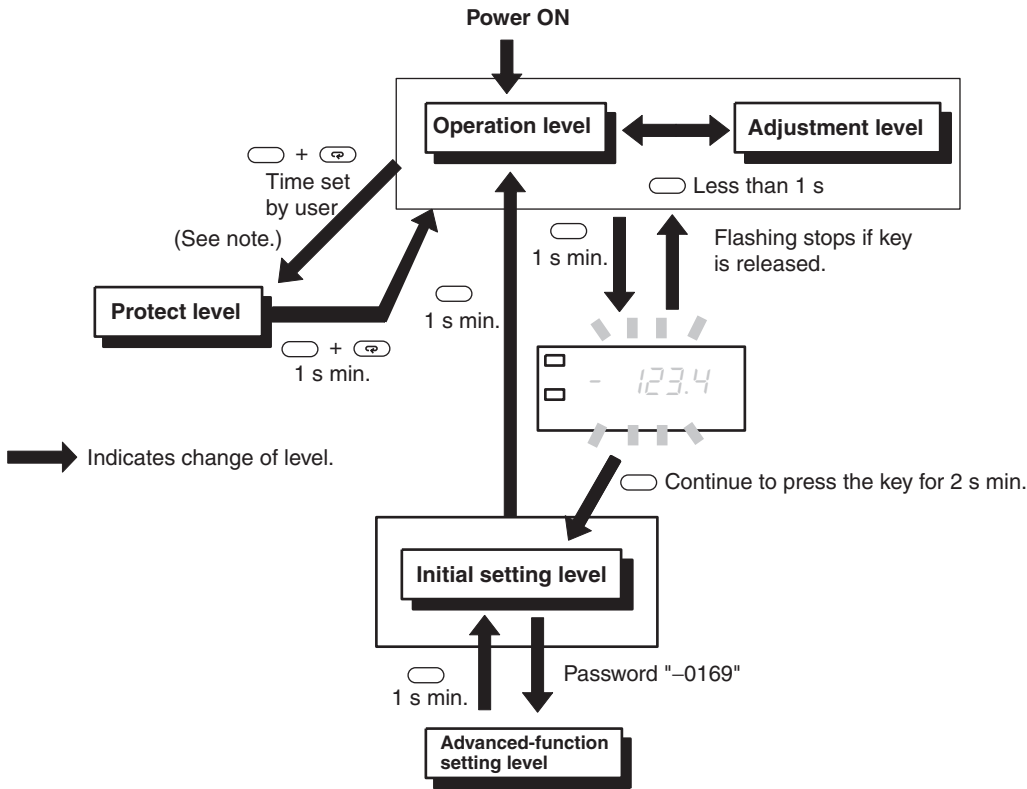 Power ON
Operation level
Adjustment level
+
Time set
by user
(See note.)
Less than 1 s
1 s min.
Flashing stops if key
is released.
Protect level
1 s min.
+
1 s min.
- 123.4
Indicates change of level.
Continue to press the key for 2 s min.
Initial setting level
1 s min.
Password "–0169"
Advanced-function
setting level